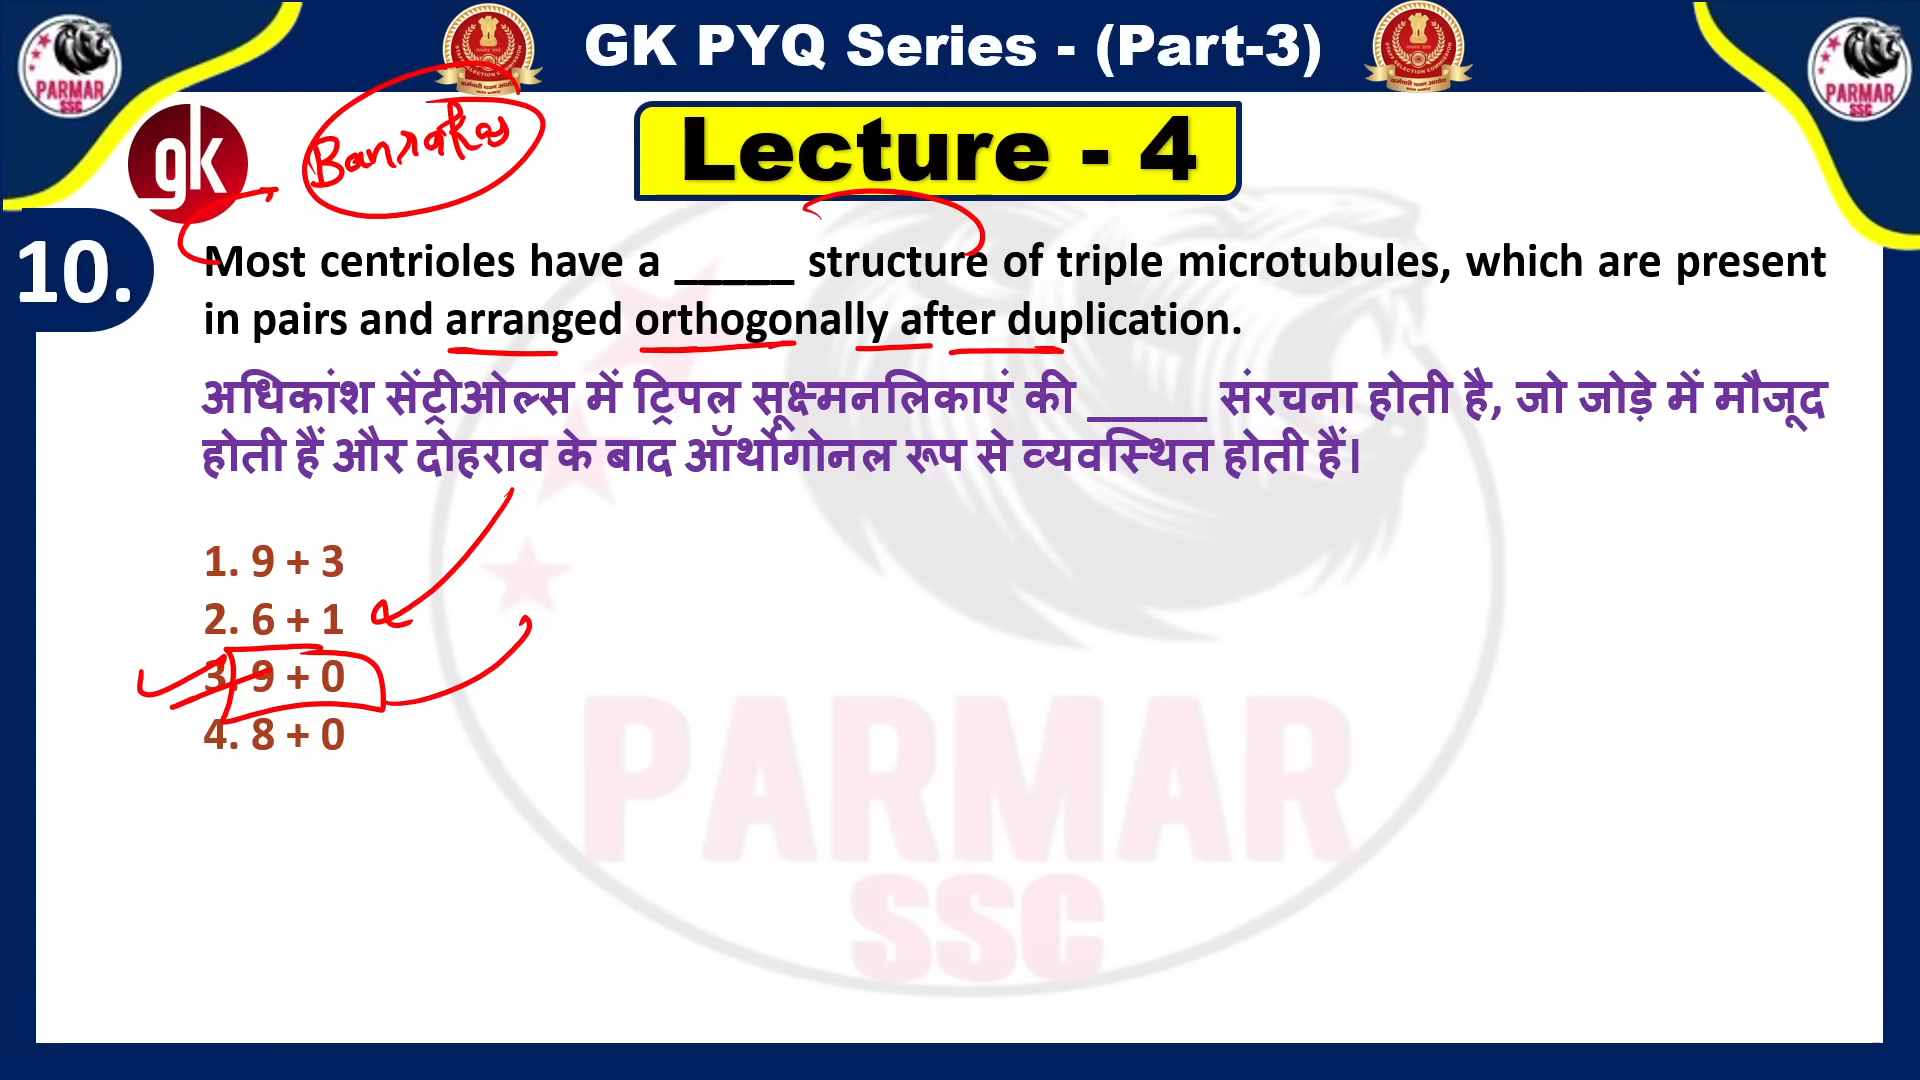 GK PYQ Series - (Part-3)
PARMAR
SSC
PARMAR
SSC
gk
Lecture - 4
10.
Most centrioles have a _____ structure of triple microtubules, which are present
in pairs and arranged orthogonally after duplication.
अधिकांश सेंट्रीओल्स में ट्रिपल सूक्ष्मनलिकाएं की _____ संरचना होती है, जो जोड़े में मौजूद
होती हैं और दोहराव के बाद ऑर्थोगोनल रूप से व्यवस्थित होती हैं।
1. 9 + 3
2. 6 + 1
3. 9 + 0
4. 8 + 0
PARMAR
SSC